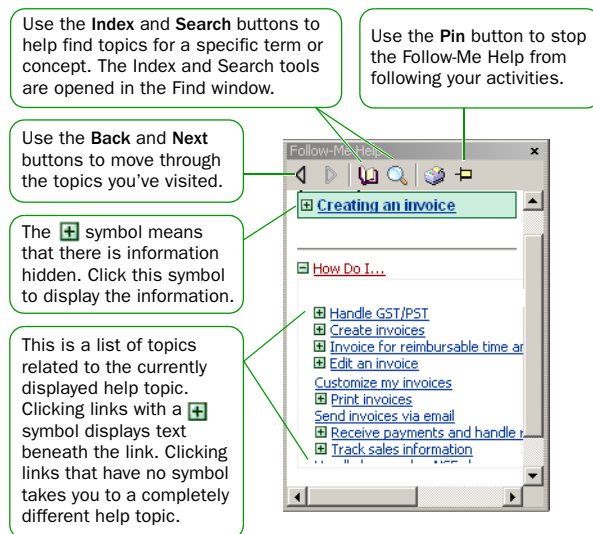 Use the Index and Search buttons to
help find topics for a specific term or
concept. The Index and Search tools
are opened in the Find window.
Use the Pin button to stop
the Follow-Me Help from
following your activities.
Use the Back and Next
buttons to move through
the topics you've visited.
The + symbol means
that there is information
hidden. Click this symbol
to display the information.
This is a list of topics
related to the currently
displayed help topic.
Clicking links with a +
symbol displays text
beneath the link. Clicking
links that have no symbol
takes you to a completely
different help topic.
Follow-Me Help
Creating an invoice
How Do I...
Handle GST/PST
Create invoices
Invoice for reimbursable time ar
Edit an invoice
Customize my invoices
Print invoices
Send invoices via email
Receive payments and handle r
Track sales information